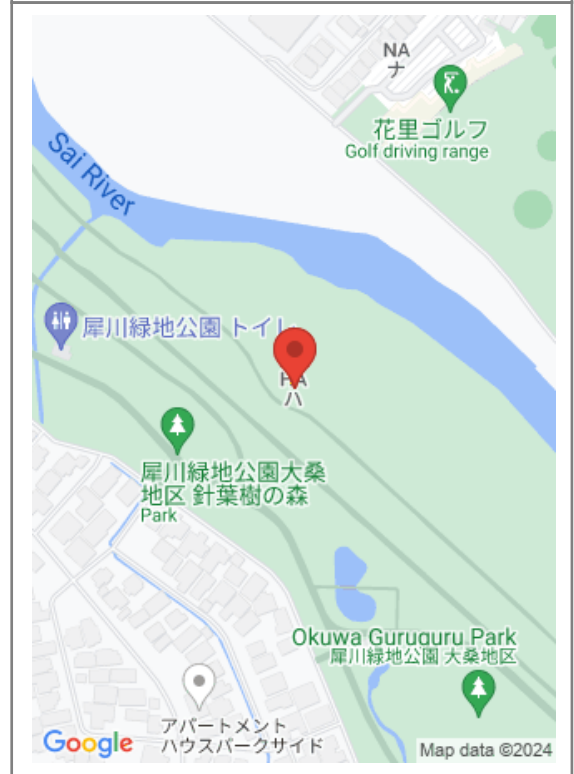 NA
ナ
花里ゴルフ
Golf driving range
Sai River
犀川緑地公園 トイレ
HA
ハ
犀川緑地公園大桑
地区 針葉樹の森
Park
Okuwa Guruguru Park
犀川緑地公園 大桑地区
アパートメント
ハウスパークサイド
Google
Map data ©2024